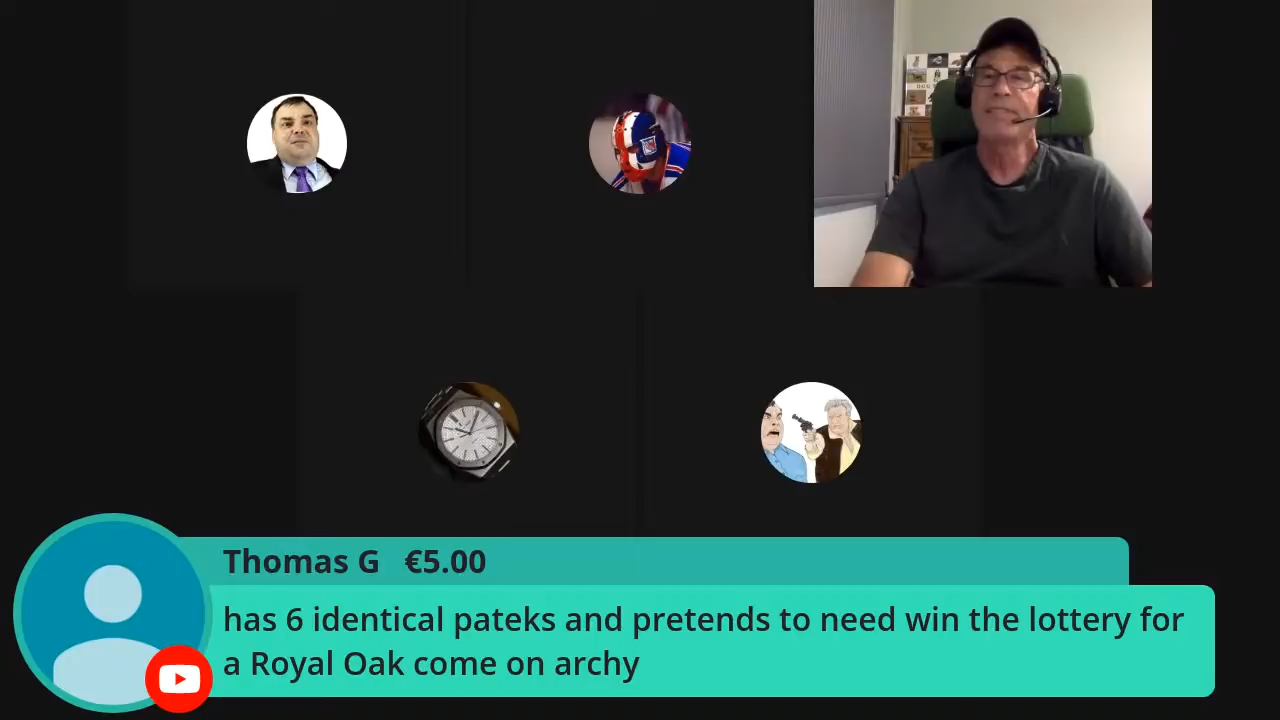 Thomas G €5.00
has 6 identical pateks and pretends to need win the lottery for
a Royal Oak come on archy